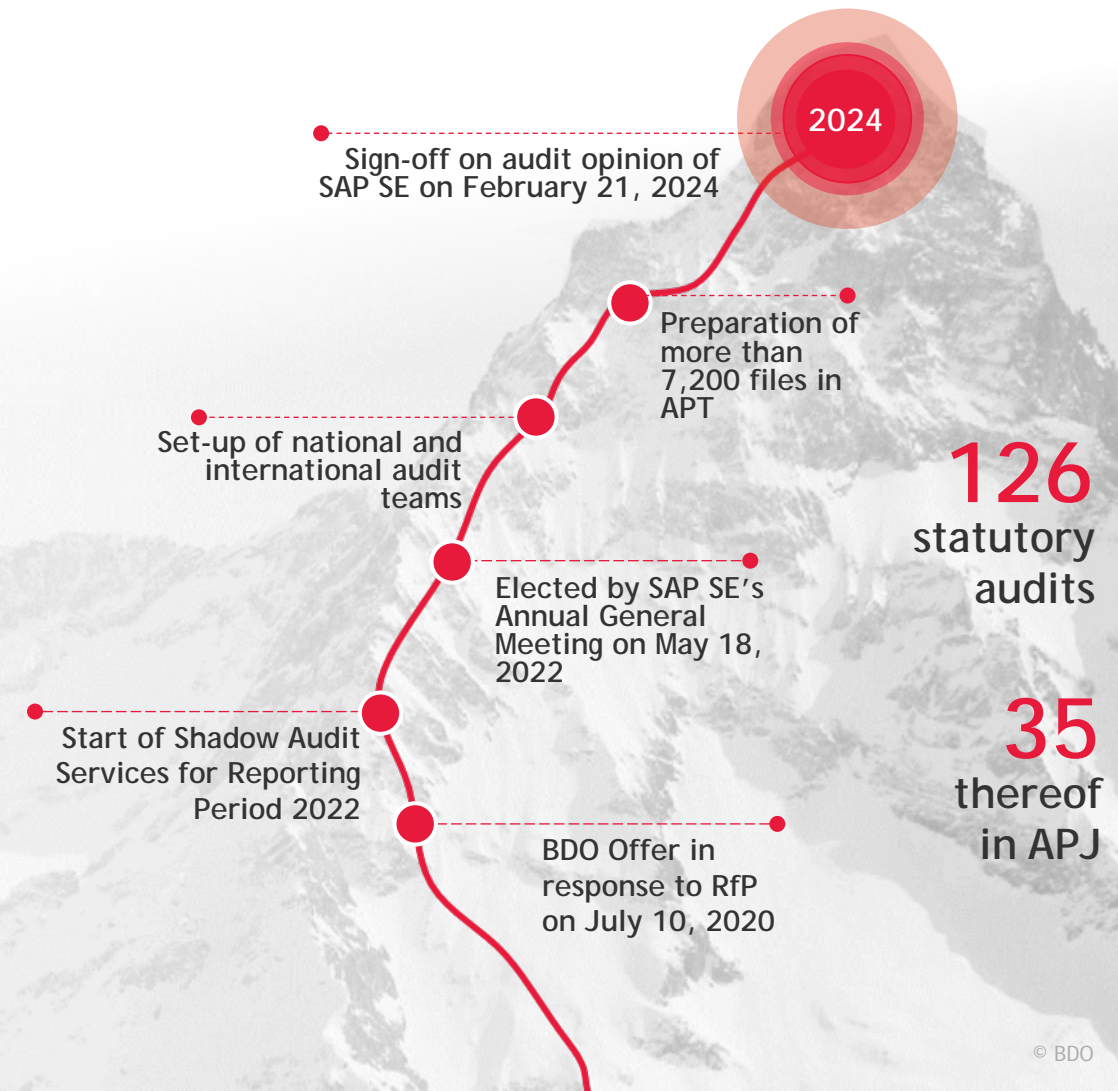 2024
Sign-off on audit opinion of
SAP SE on February 21, 2024
Preparation of
more than
7,200 files in
APT
Set-up of national and
international audit
teams
126
statutory
audits
Elected by SAP SE’s
Annual General
Meeting on May 18,
2022
35
thereof
in APJ
Start of Shadow Audit
Services for Reporting
Period 2022
BDO Offer in
response to RfP
on July 10, 2020
© BDO